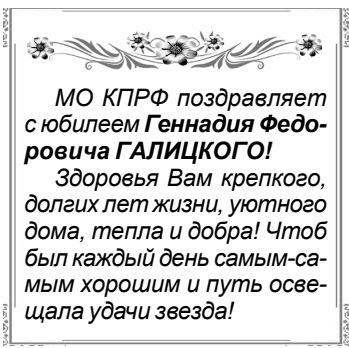 МО КПРФ поздравляет
с юбилеем Геннадия Федо-
ровича ГАЛИЦКОГО!
Здоровья Вам крепкого,
долгих лет жизни, уютного
дома, тепла и добра! Чтоб
был каждый день самым-са-
мым хорошим и путь осве-
щала удачи звезда!